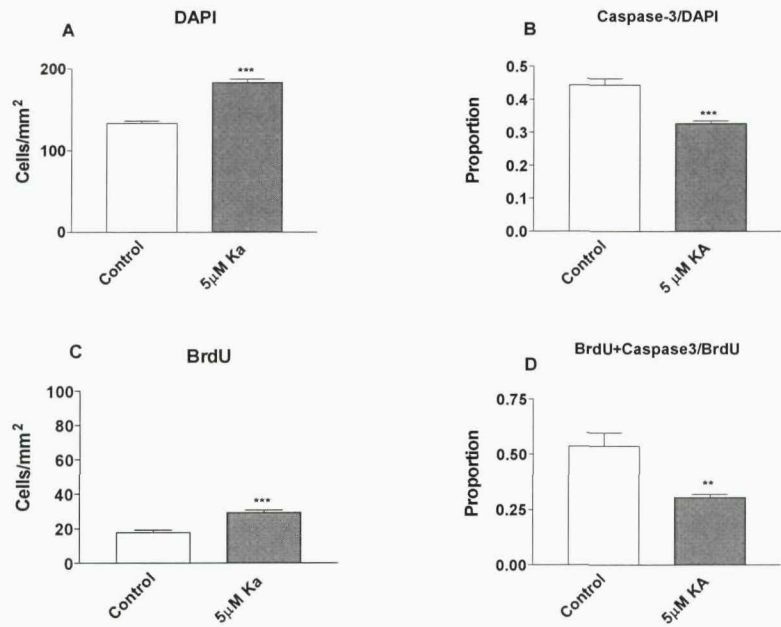 A
DAPI
Cells/mm²
200
100
0
***
Control
5µM Ka
B
Caspase-3/DAPI
Proportion
0.5
0.4
0.3
0.2
0.1
0.0
***
Control
5 µM KA
C
BrdU
Cells/mm²
100
80
60
40
20
0
***
Control
5µM Ka
D
BrdU+Caspase3/BrdU
Proportion
0.75
0.50
0.25
0.00
**
Control
5µM KA